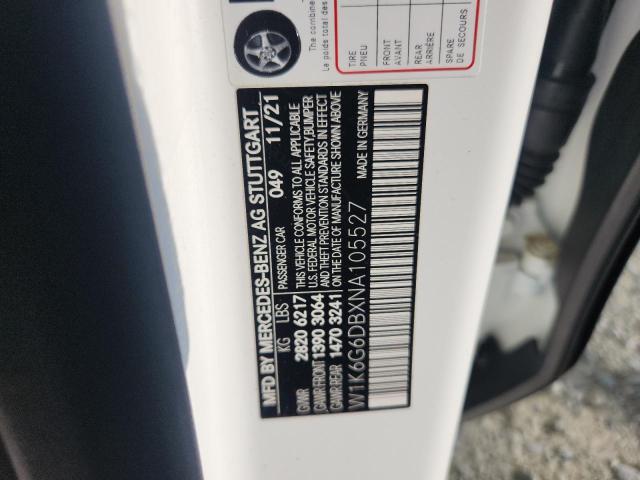 The combine
Le poids total des
TIRE
PNEU
FRONT
AVANT
REAR
ARRIÈRE
SPARE
DE SECOURS
MFD BY MERCEDES-BENZ AG STUTTGART
PASSENGER CAR 049 11/21
KG LBS
GVWR 2820 6217
GAWR FRONT 1390 3064
GAWR REAR 1470 3241
THIS VEHICLE CONFORMS TO ALL APPLICABLE
U.S. FEDERAL MOTOR VEHICLE SAFETY, BUMPER
AND THEFT PREVENTION STANDARDS IN EFFECT
ON THE DATE OF MANUFACTURE SHOWN ABOVE
W1K6G6DBXNA105527
MADE IN GERMANY